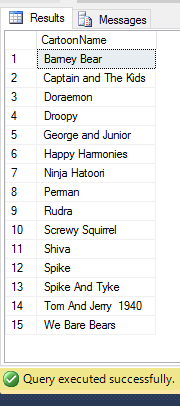 Results Messages
CartoonName
1 Barney Bear
2 Captain and The Kids
3 Doraemon
4 Droopy
5 George and Junior
6 Happy Harmonies
7 Ninja Hatoori
8 Perman
9 Rudra
10 Screwy Squirrel
11 Shiva
12 Spike
13 Spike And Tyke
14 Tom And Jerry 1940
15 We Bare Bears
Query executed successfully.